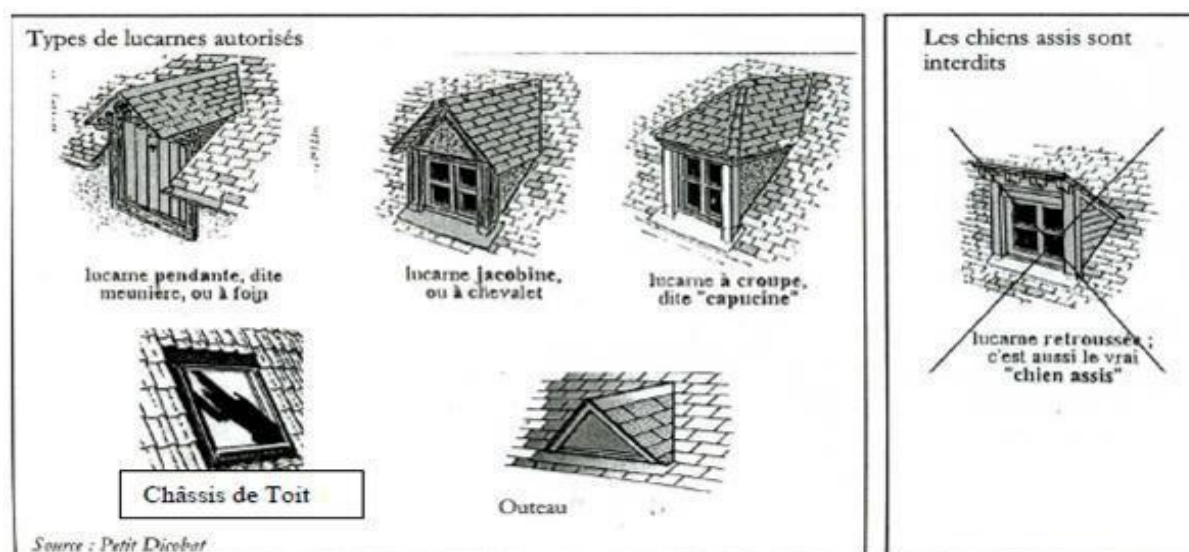 Types de lucarnes autorisés
lucarne pendante, dite
meunière, ou à foin
lucarne jacobine,
ou à chevalet
lucarne à croupe,
dite "capucine"
Châssis de Toit
Outeau
Source : Petit Dicobat
Les chiens assis sont
interdits
lucarne retroussée ;
c'est aussi le vrai
"chien assis"